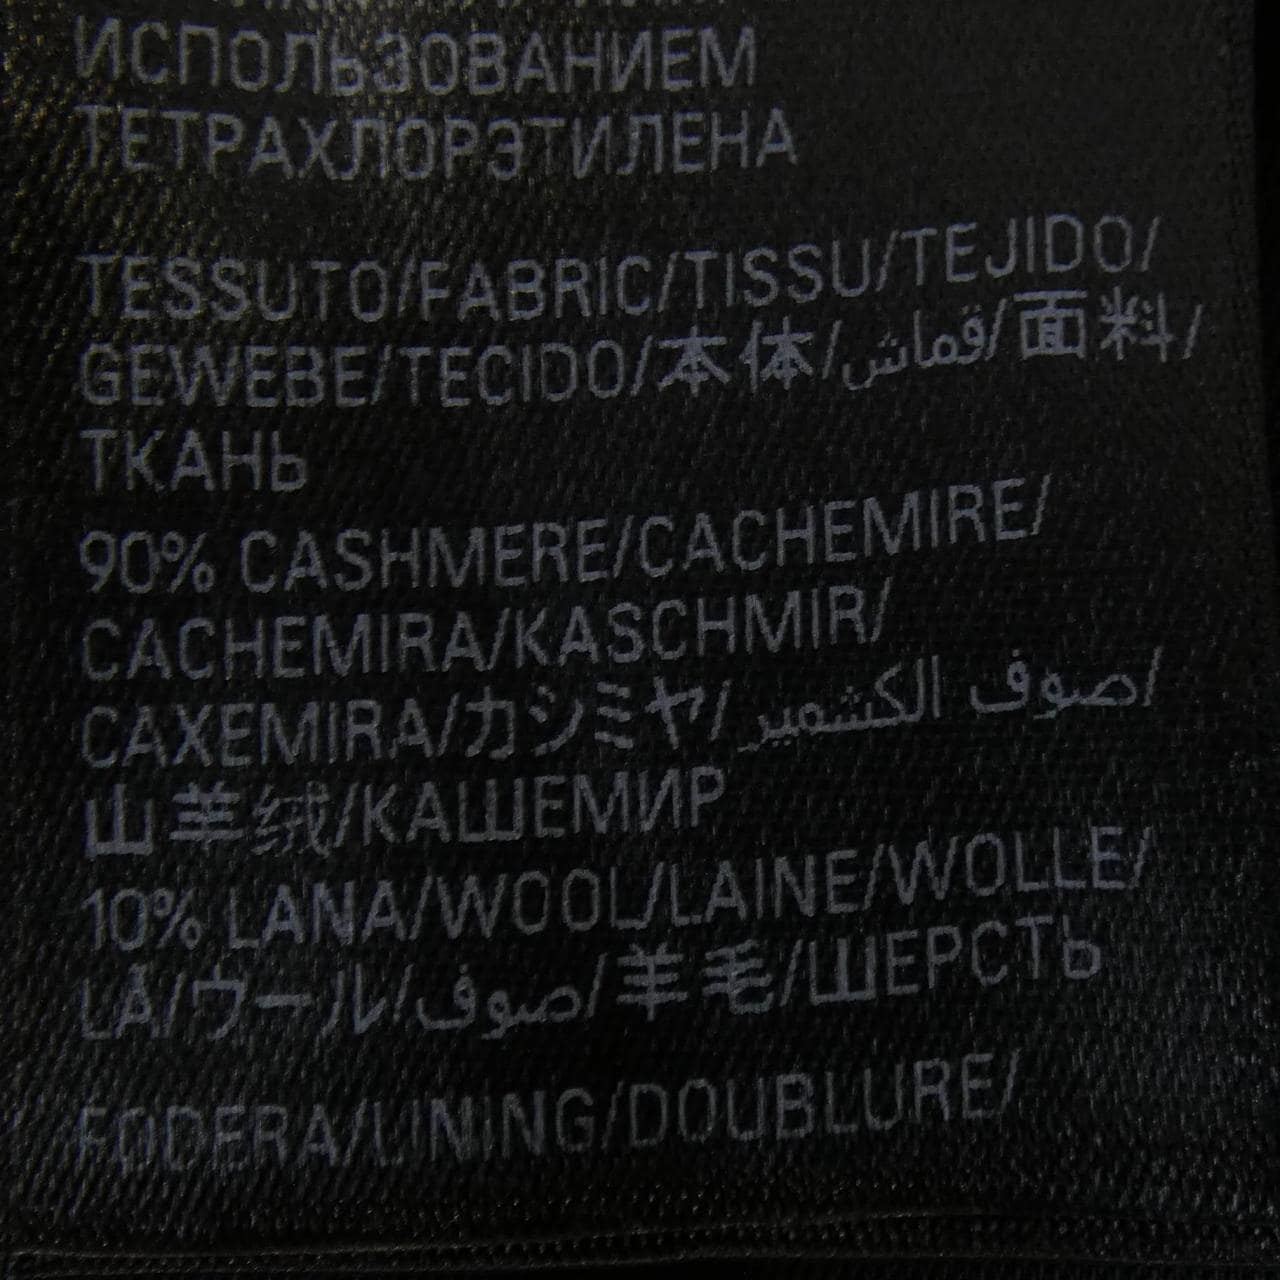 ИСПОЛЬЗОВАНИЕМ
ТЕТРАХЛОРЭТИЛЕНА
TESSUTO/FABRIC/TISSU/TEJIDO/
GEWEBE/TECIDO/本体/قماش/面料/
ТКАНЬ
90% CASHMERE/CACHEMIRE/
CACHEMIRA/KASCHMIR/
CAXEMIRA/カシミヤ/صوف الكشمير/
山羊绒/КАШЕМИР
10% LANA/WOOL/LAINE/WOLLE/
LÃ/ウール/صوف/羊毛/ШЕРСТЬ
FODERA/LINING/DOUBLURE/